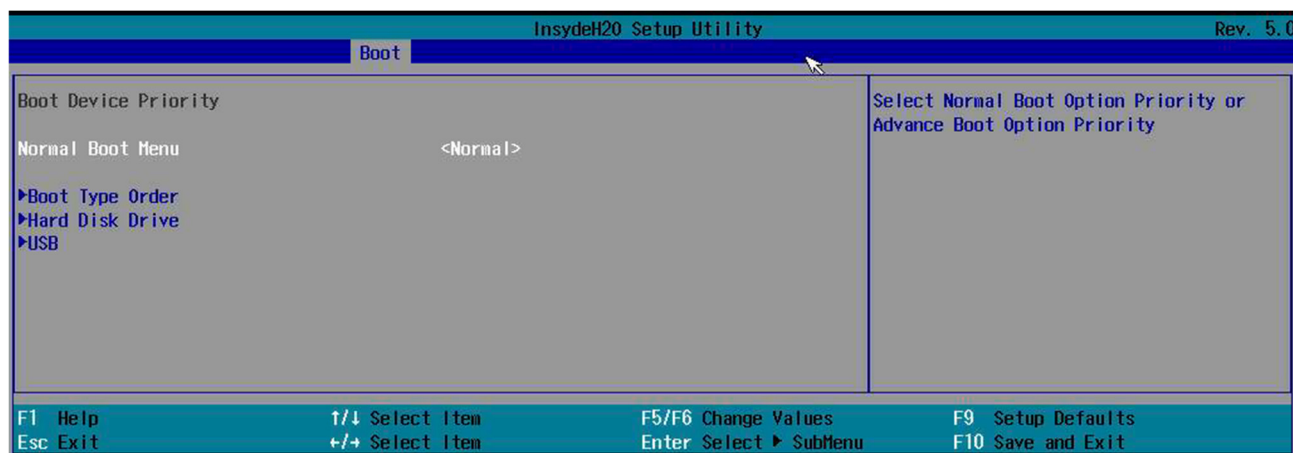 InsydeH2O Setup Utility Rev. 5.0
Boot
Boot Device Priority
Normal Boot Menu <Normal>
▶Boot Type Order
▶Hard Disk Drive
▶USB
Select Normal Boot Option Priority or
Advance Boot Option Priority
F1 Help ↑/↓ Select Item F5/F6 Change Values F9 Setup Defaults
Esc Exit ←/→ Select Item Enter Select ▶ SubMenu F10 Save and Exit